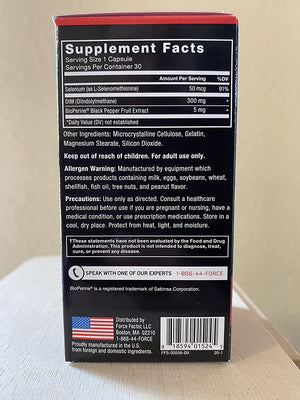 Supplement Facts
Serving Size 1 Capsule
Servings Per Container 30
Amount Per Serving %DV
Selenium (as L-Selenomethionine) 50 mcg 91%
DIM (Diindolylmethane) 300 mg *
BioPerine® Black Pepper Fruit Extract 5 mg *
*Daily Value (DV) not established
Other Ingredients: Microcrystalline Cellulose, Gelatin,
Magnesium Stearate, Silicon Dioxide.
Keep out of reach of children. For adult use only.
Allergen Warning: Manufactured by equipment which
processes products containing milk, eggs, soybeans, wheat,
shellfish, fish oil, tree nuts, and peanut flavor.
Precautions: Use only as directed. Consult a healthcare
professional before use if you are pregnant or nursing, have a
medical condition, or use prescription medications. Store in a
cool, dry place. Protect from heat, light, and moisture.
†These statements have not been evaluated by the Food and Drug
Administration. This product is not intended to diagnose, treat,
cure, or prevent any disease.
SPEAK WITH ONE OF OUR EXPERTS 1-866-44-FORCE
BioPerine® is a registered trademark of Sabinsa Corporation.
Distributed by
Force Factor, LLC
Boston, MA 02210
1-866-44-FORCE
Proudly manufactured in the U.S.
from foreign and domestic ingredients.
6 18594 01524 5
FFS-00556-BX 20-1